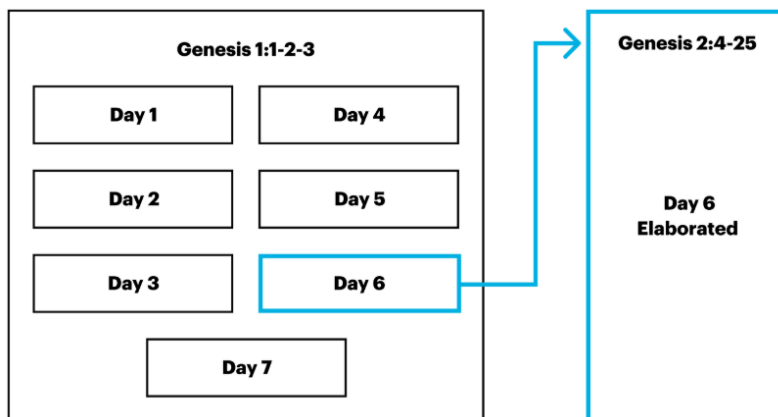 Genesis 1:1-2-3
Day 1
Day 4
Day 2
Day 5
Day 3
Day 6
Day 7
Genesis 2:4-25
Day 6
Elaborated